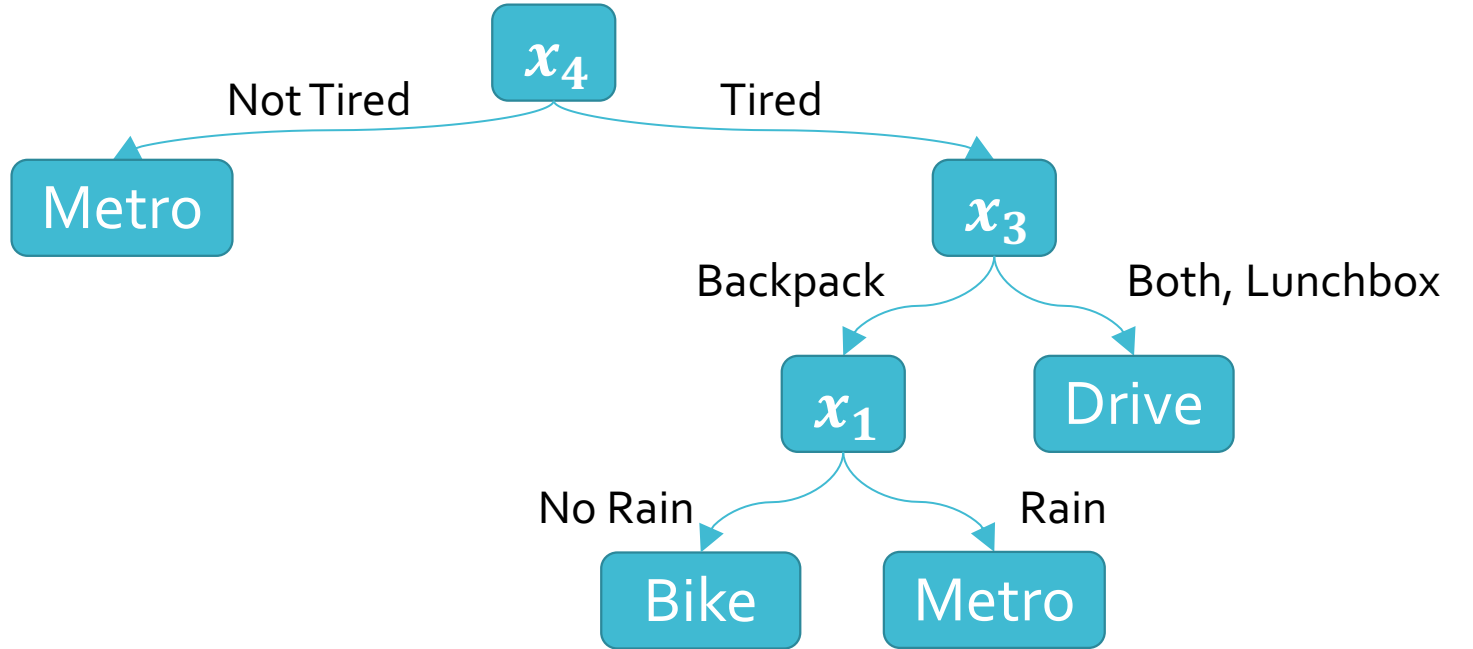 x₄
Not Tired
Tired
Metro
x₃
Backpack
Both, Lunchbox
x₁
Drive
No Rain
Rain
Bike
Metro